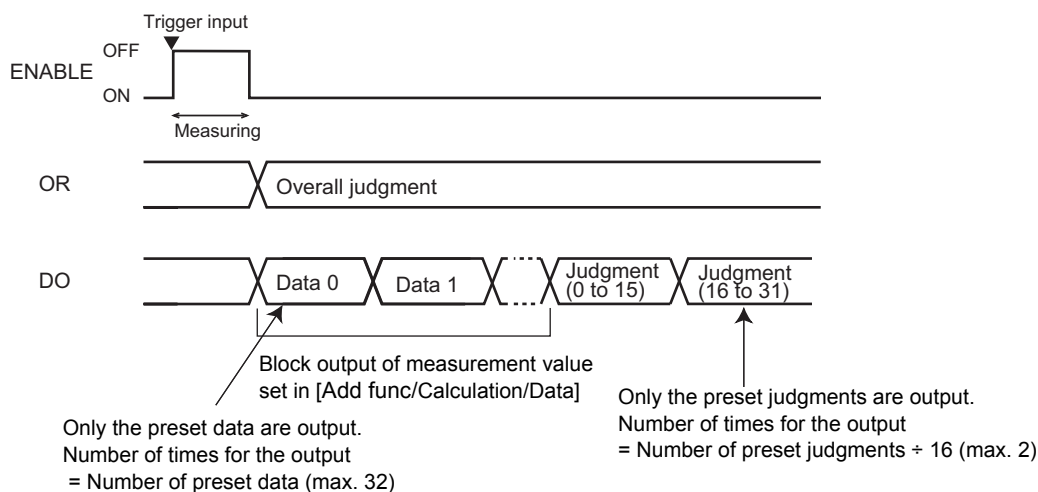 Trigger input
OFF
ENABLE
ON
Measuring
OR
Overall judgment
DO
Data 0
Data 1
Judgment
(0 to 15)
Judgment
(16 to 31)
Block output of measurement value
set in [Add func/Calculation/Data]
Only the preset data are output.
Number of times for the output
= Number of preset data (max. 32)
Only the preset judgments are output.
Number of times for the output
= Number of preset judgments ÷ 16 (max. 2)